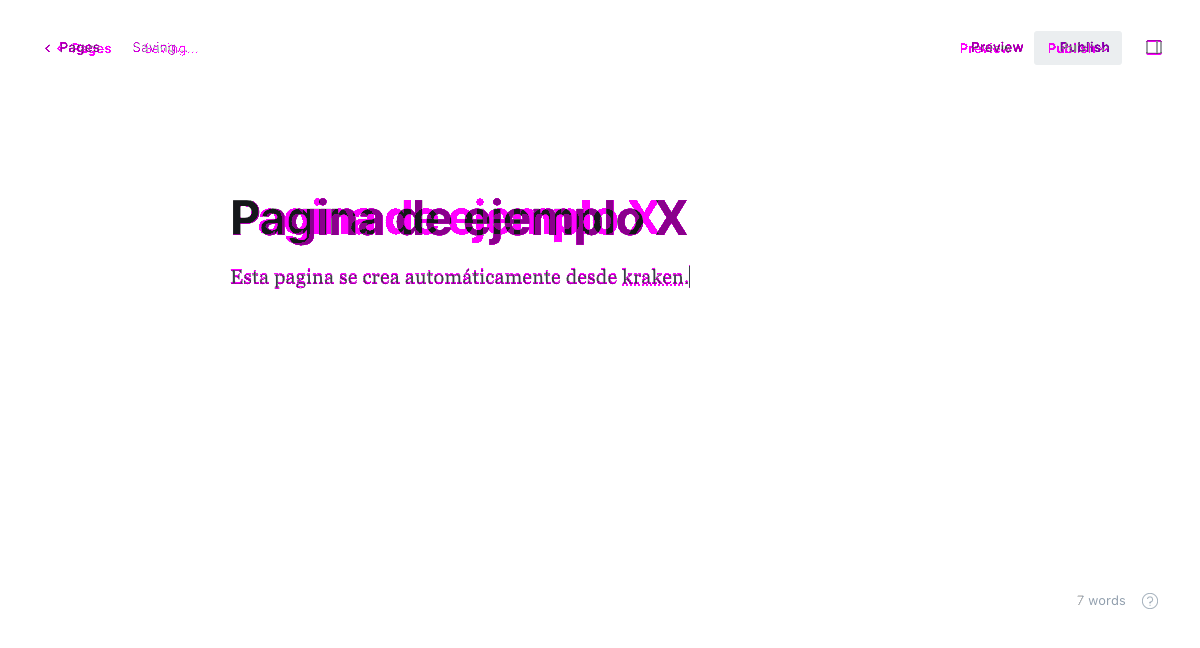 Pages Saving... Preview Publish
Pagina de ejemplo X
Esta pagina se crea automáticamente desde kraken.
7 words ?